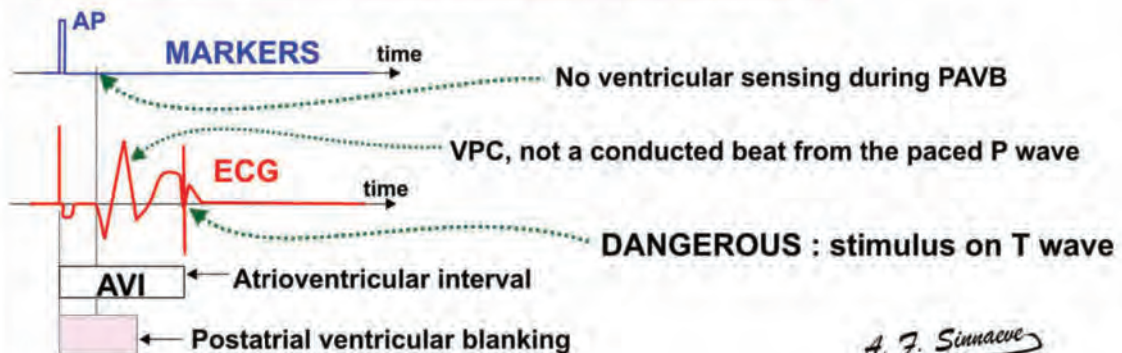 AP
MARKERS
time
No ventricular sensing during PAVB
VPC, not a conducted beat from the paced P wave
ECG
time
DANGEROUS : stimulus on T wave
AVI
Atrioventricular interval
Postatrial ventricular blanking
A. F. Sinnaeve